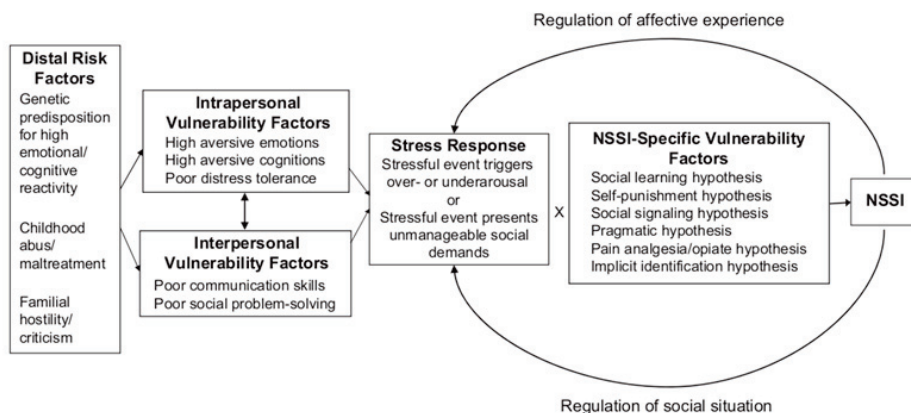 Regulation of affective experience
Distal Risk
Factors
Genetic
predisposition
for high
emotional/
cognitive
reactivity
Childhood
abus/
maltreatment
Familial
hostility/
criticism
Intrapersonal
Vulnerability Factors
High aversive emotions
High aversive cognitions
Poor distress tolerance
Interpersonal
Vulnerability Factors
Poor communication skills
Poor social problem-solving
Stress Response
Stressful event triggers
over- or underarousal
or
Stressful event presents
unmanageable social
demands
X
NSSI-Specific Vulnerability
Factors
Social learning hypothesis
Self-punishment hypothesis
Social signaling hypothesis
Pragmatic hypothesis
Pain analgesia/opiate hypothesis
Implicit identification hypothesis
NSSI
Regulation of social situation